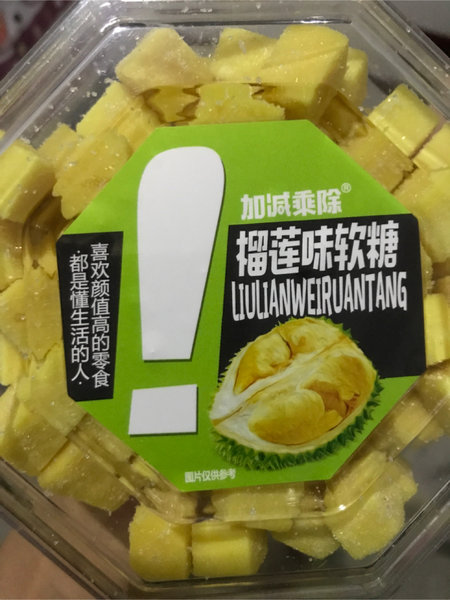 加减乘除®
榴莲味软糖
LIULIANWEIRUANTANG
喜欢颜值高的零食
·都是懂生活的人·
!
图片仅供参考